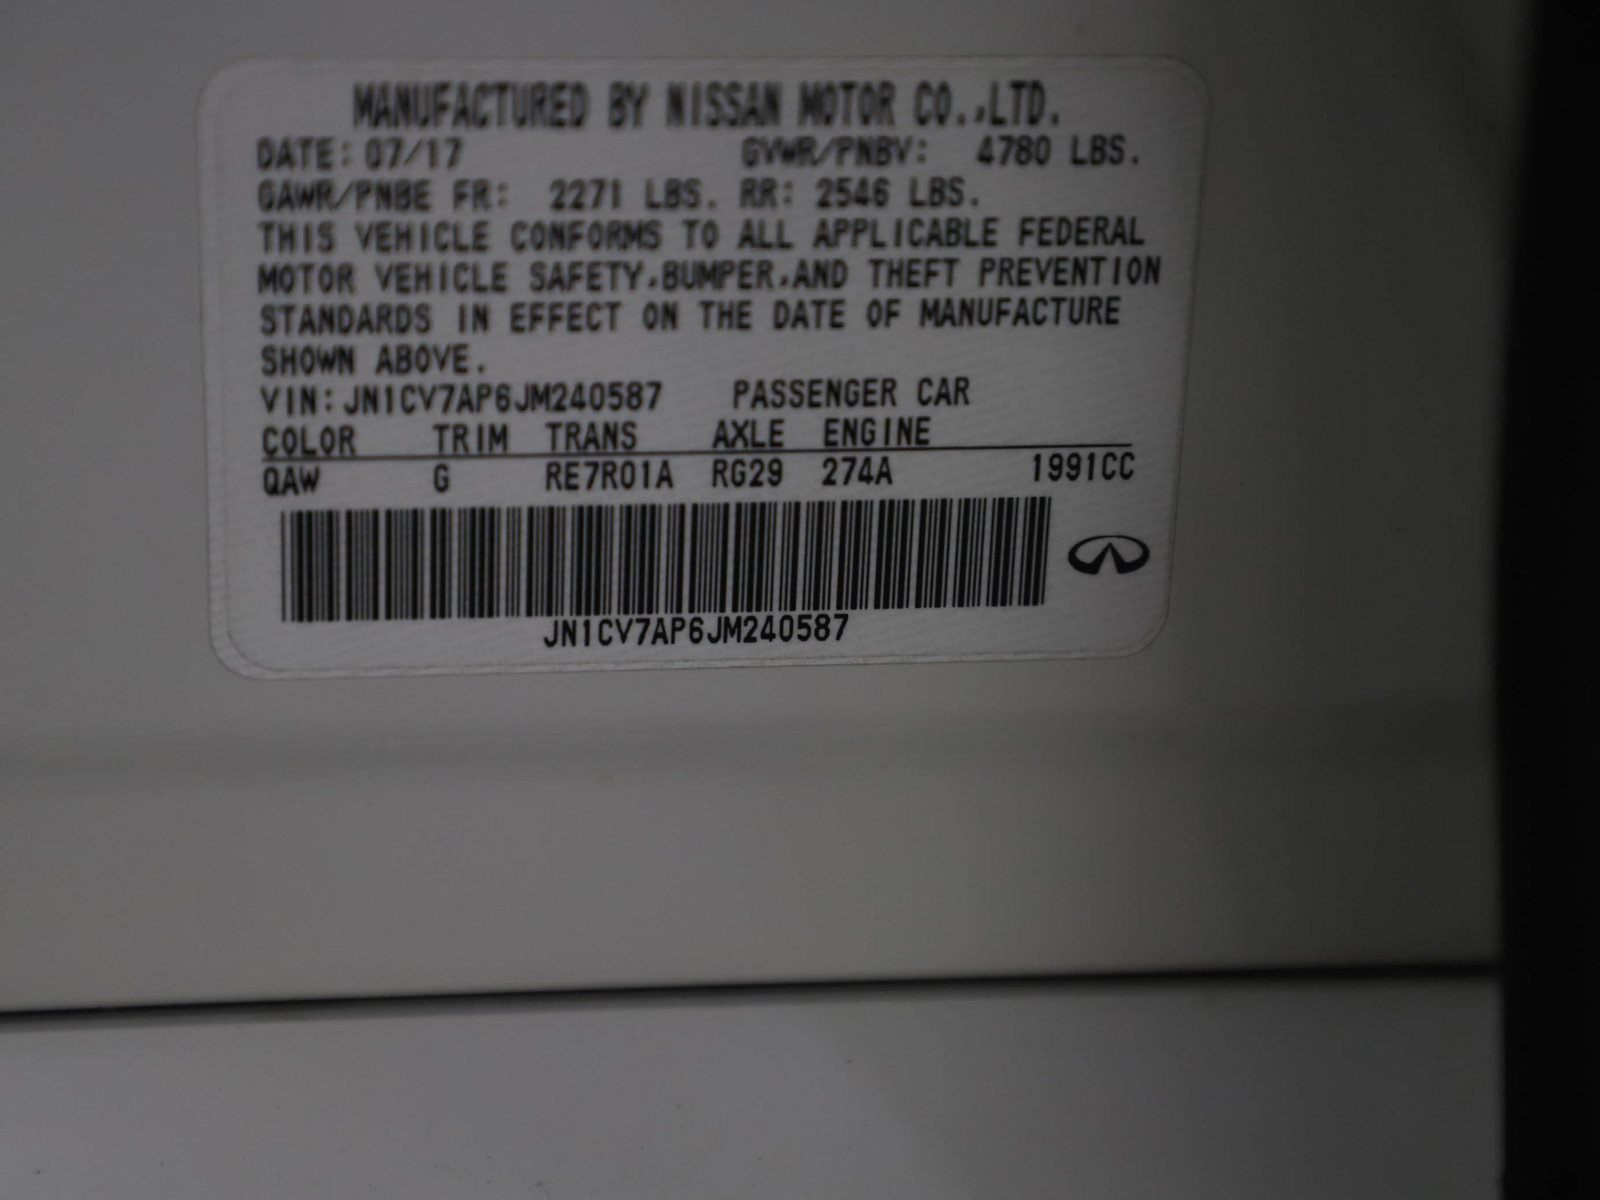 MANUFACTURED BY NISSAN MOTOR CO.,LTD.
DATE: 07/17 GVWR/PNBV: 4780 LBS.
GAWR/PNBE FR: 2271 LBS. RR: 2546 LBS.
THIS VEHICLE CONFORMS TO ALL APPLICABLE FEDERAL
MOTOR VEHICLE SAFETY,BUMPER,AND THEFT PREVENTION
STANDARDS IN EFFECT ON THE DATE OF MANUFACTURE
SHOWN ABOVE.
VIN: JN1CV7AP6JM240587 PASSENGER CAR
COLOR TRIM TRANS AXLE ENGINE
QAW G RE7R01A RG29 274A 1991CC
JN1CV7AP6JM240587